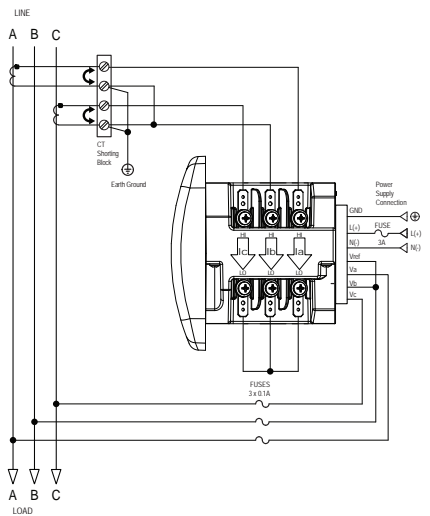 LINE
A B C
CT
Shorting
Block
Earth Ground
Power
Supply
Connection
GND
FUSE
L(+)
L(+)
3A
N(-)
N(-)
Vref
Va
Vb
Vc
HI HI HI
Ic Ib Ia
LO LO LO
FUSES
3 x 0.1A
A B C
LOAD